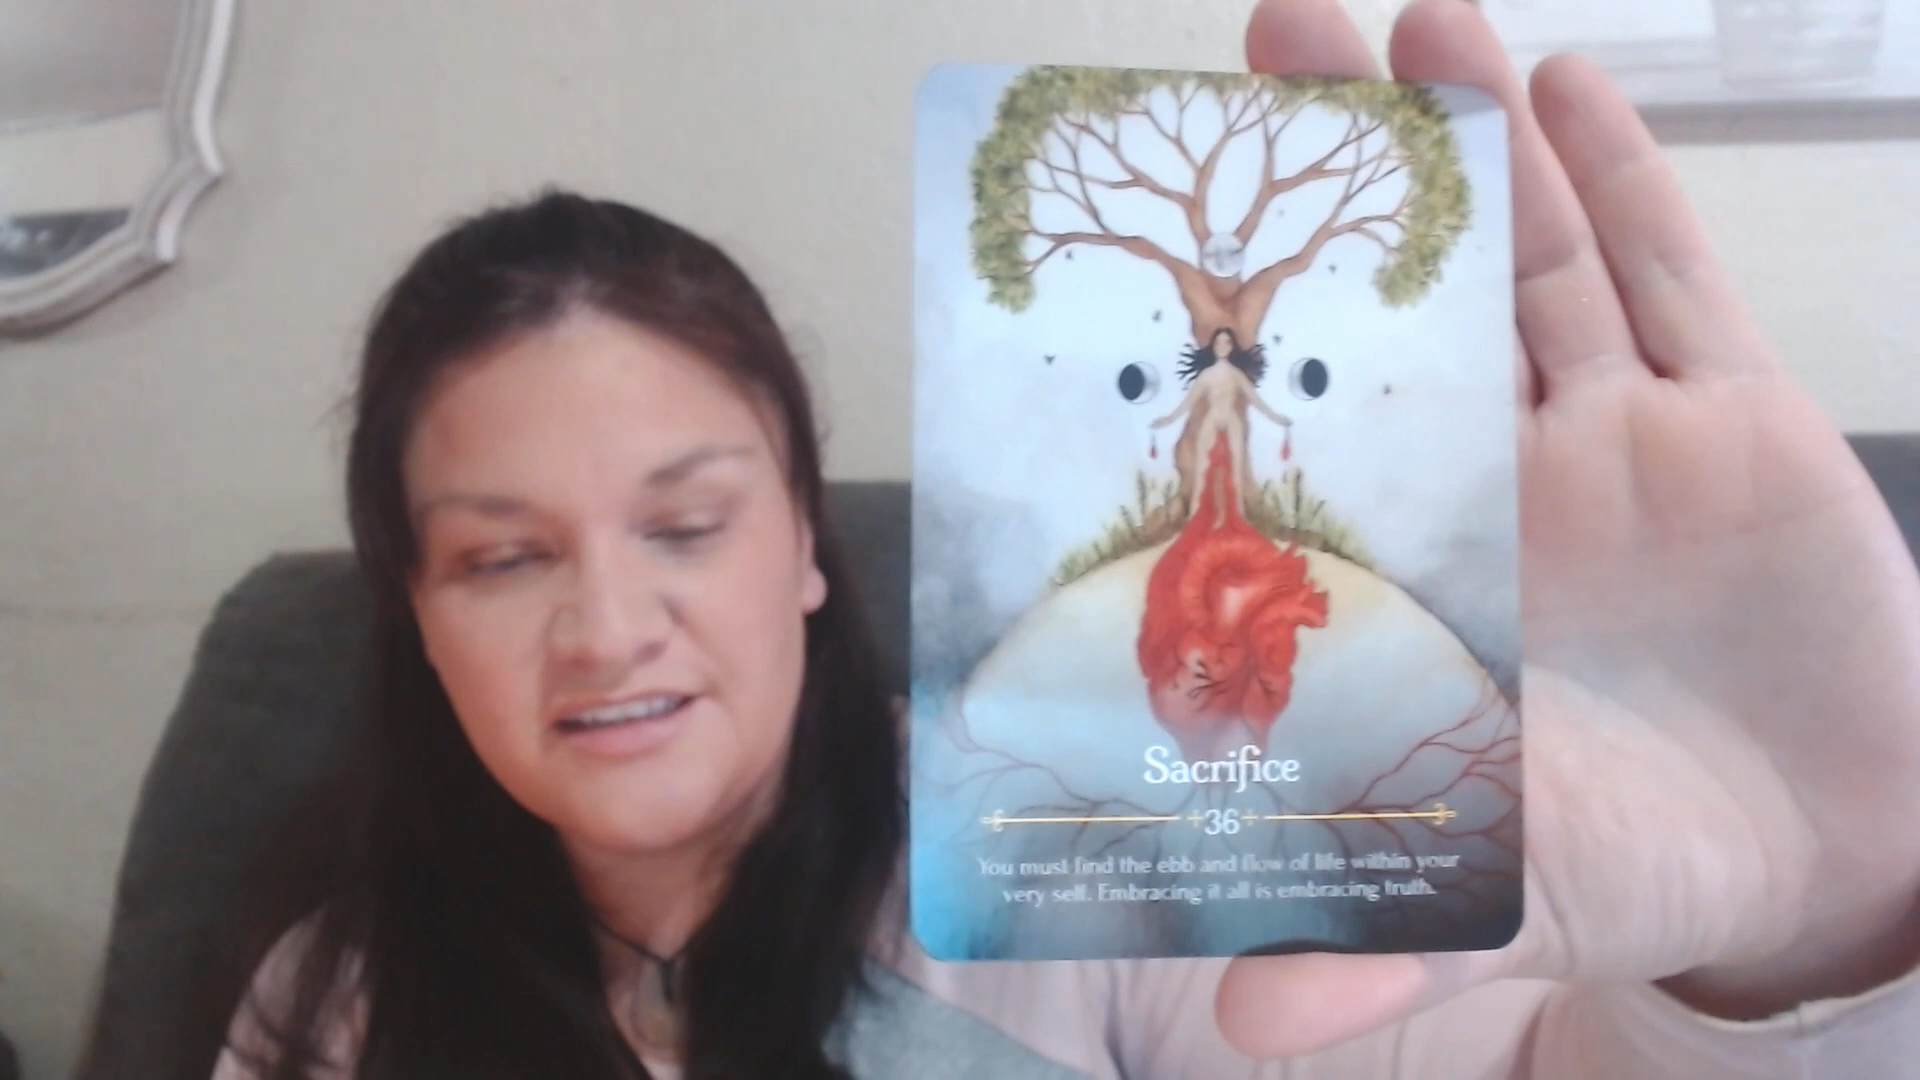 Sacrifice
+36+
You must find the ebb and flow of life within your
very self. Embracing it all is embracing truth.